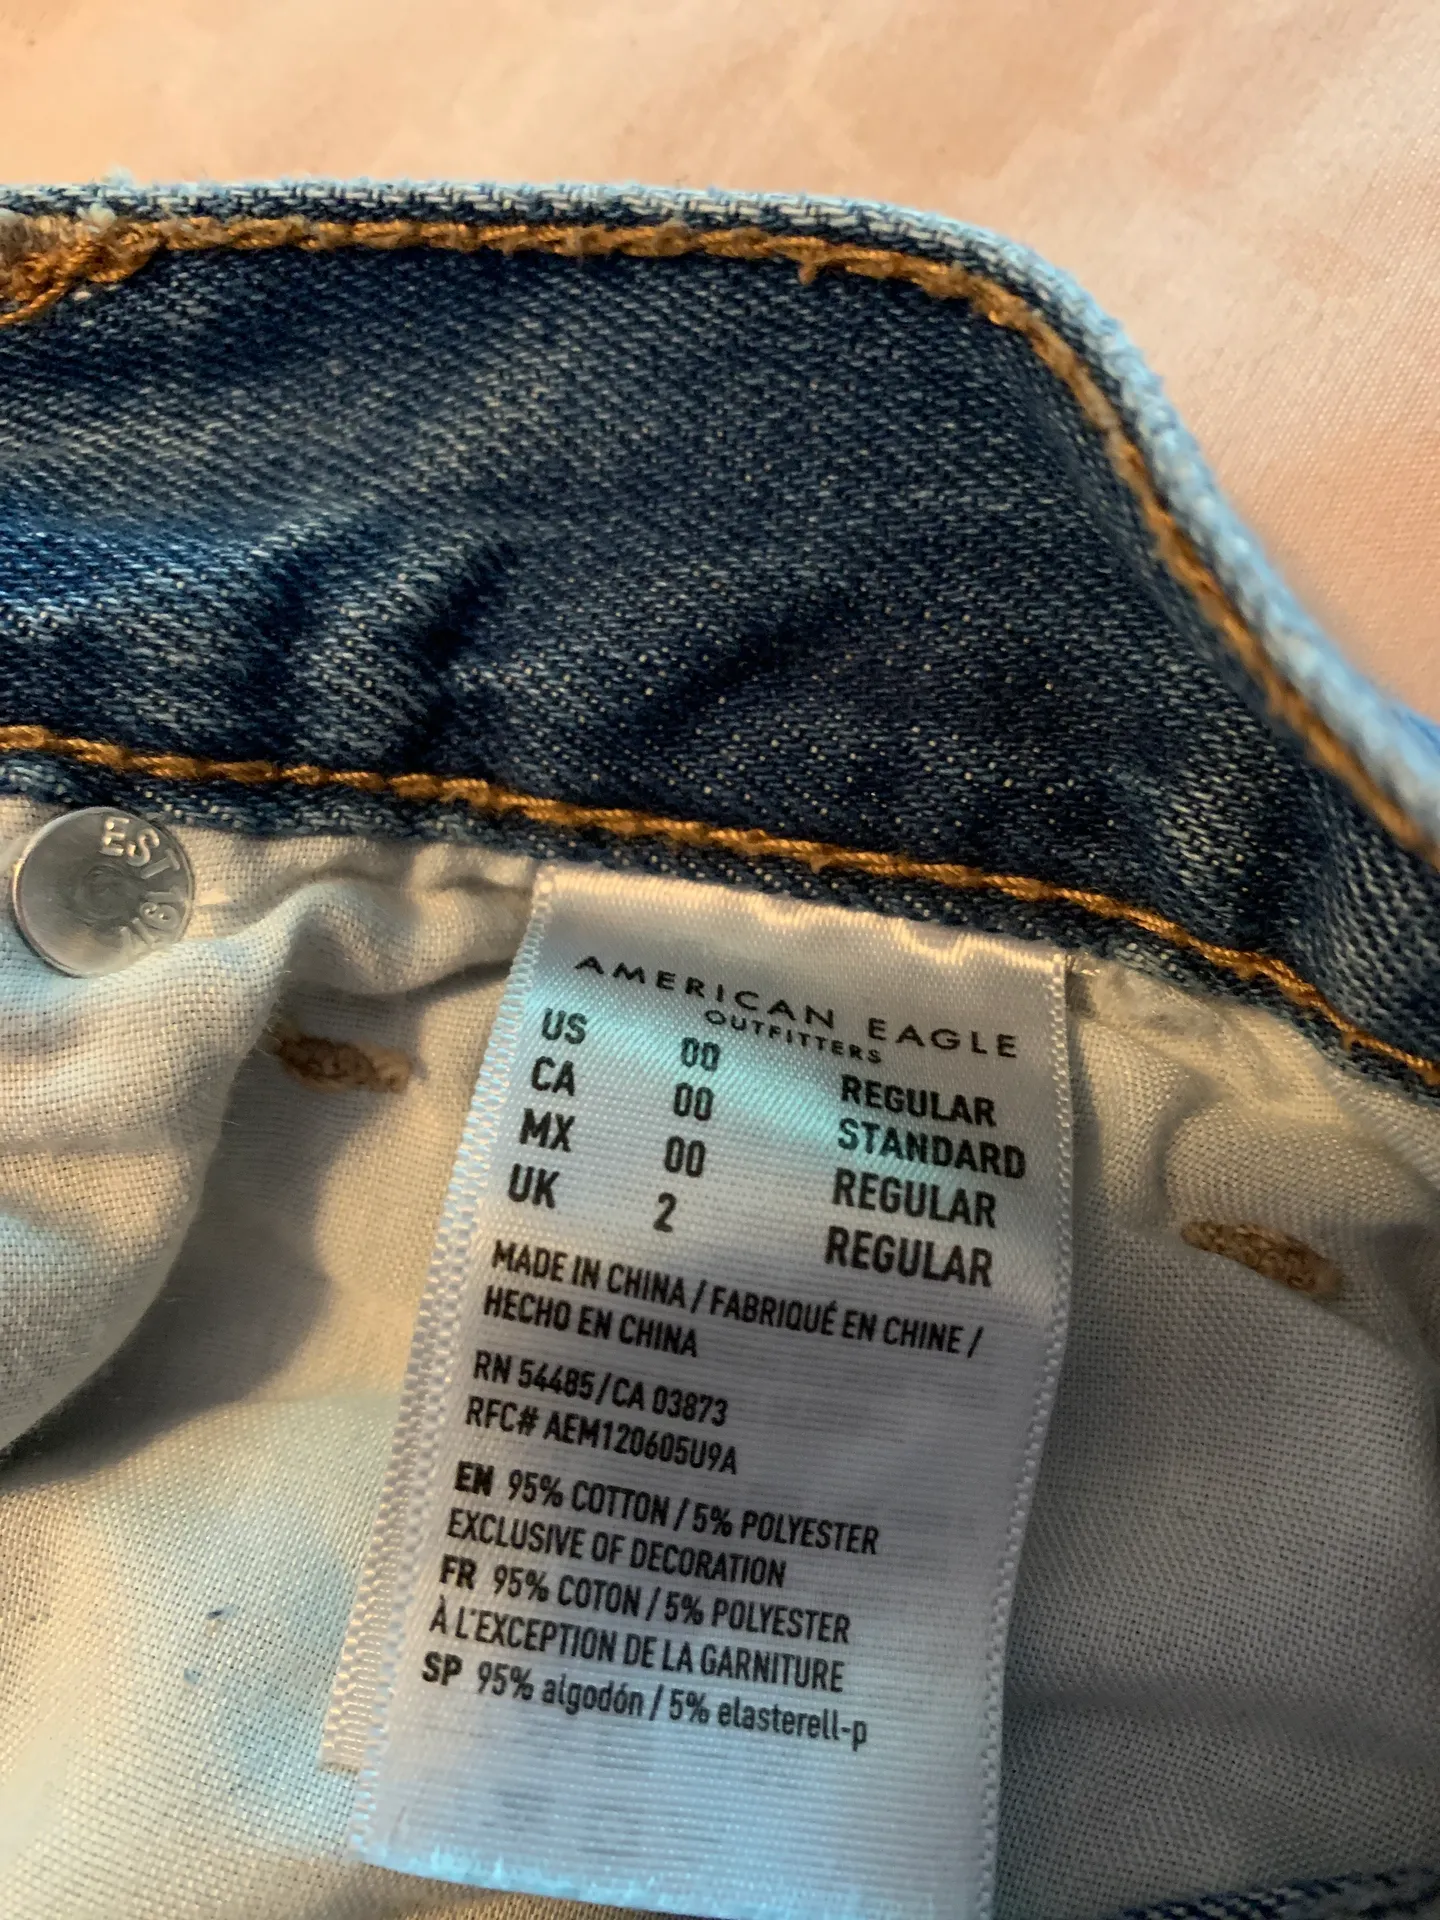 EST
AMERICAN EAGLE
OUTFITTERS
US 00 REGULAR
CA 00 STANDARD
MX 00 REGULAR
UK 2 REGULAR
MADE IN CHINA / FABRIQUÉ EN CHINE /
HECHO EN CHINA
RN 54485 / CA 03873
RFC# AEM120605U9A
EN 95% COTTON / 5% POLYESTER
EXCLUSIVE OF DECORATION
FR 95% COTON / 5% POLYESTER
À L'EXCEPTION DE LA GARNITURE
SP 95% algodón / 5% elasterell-p